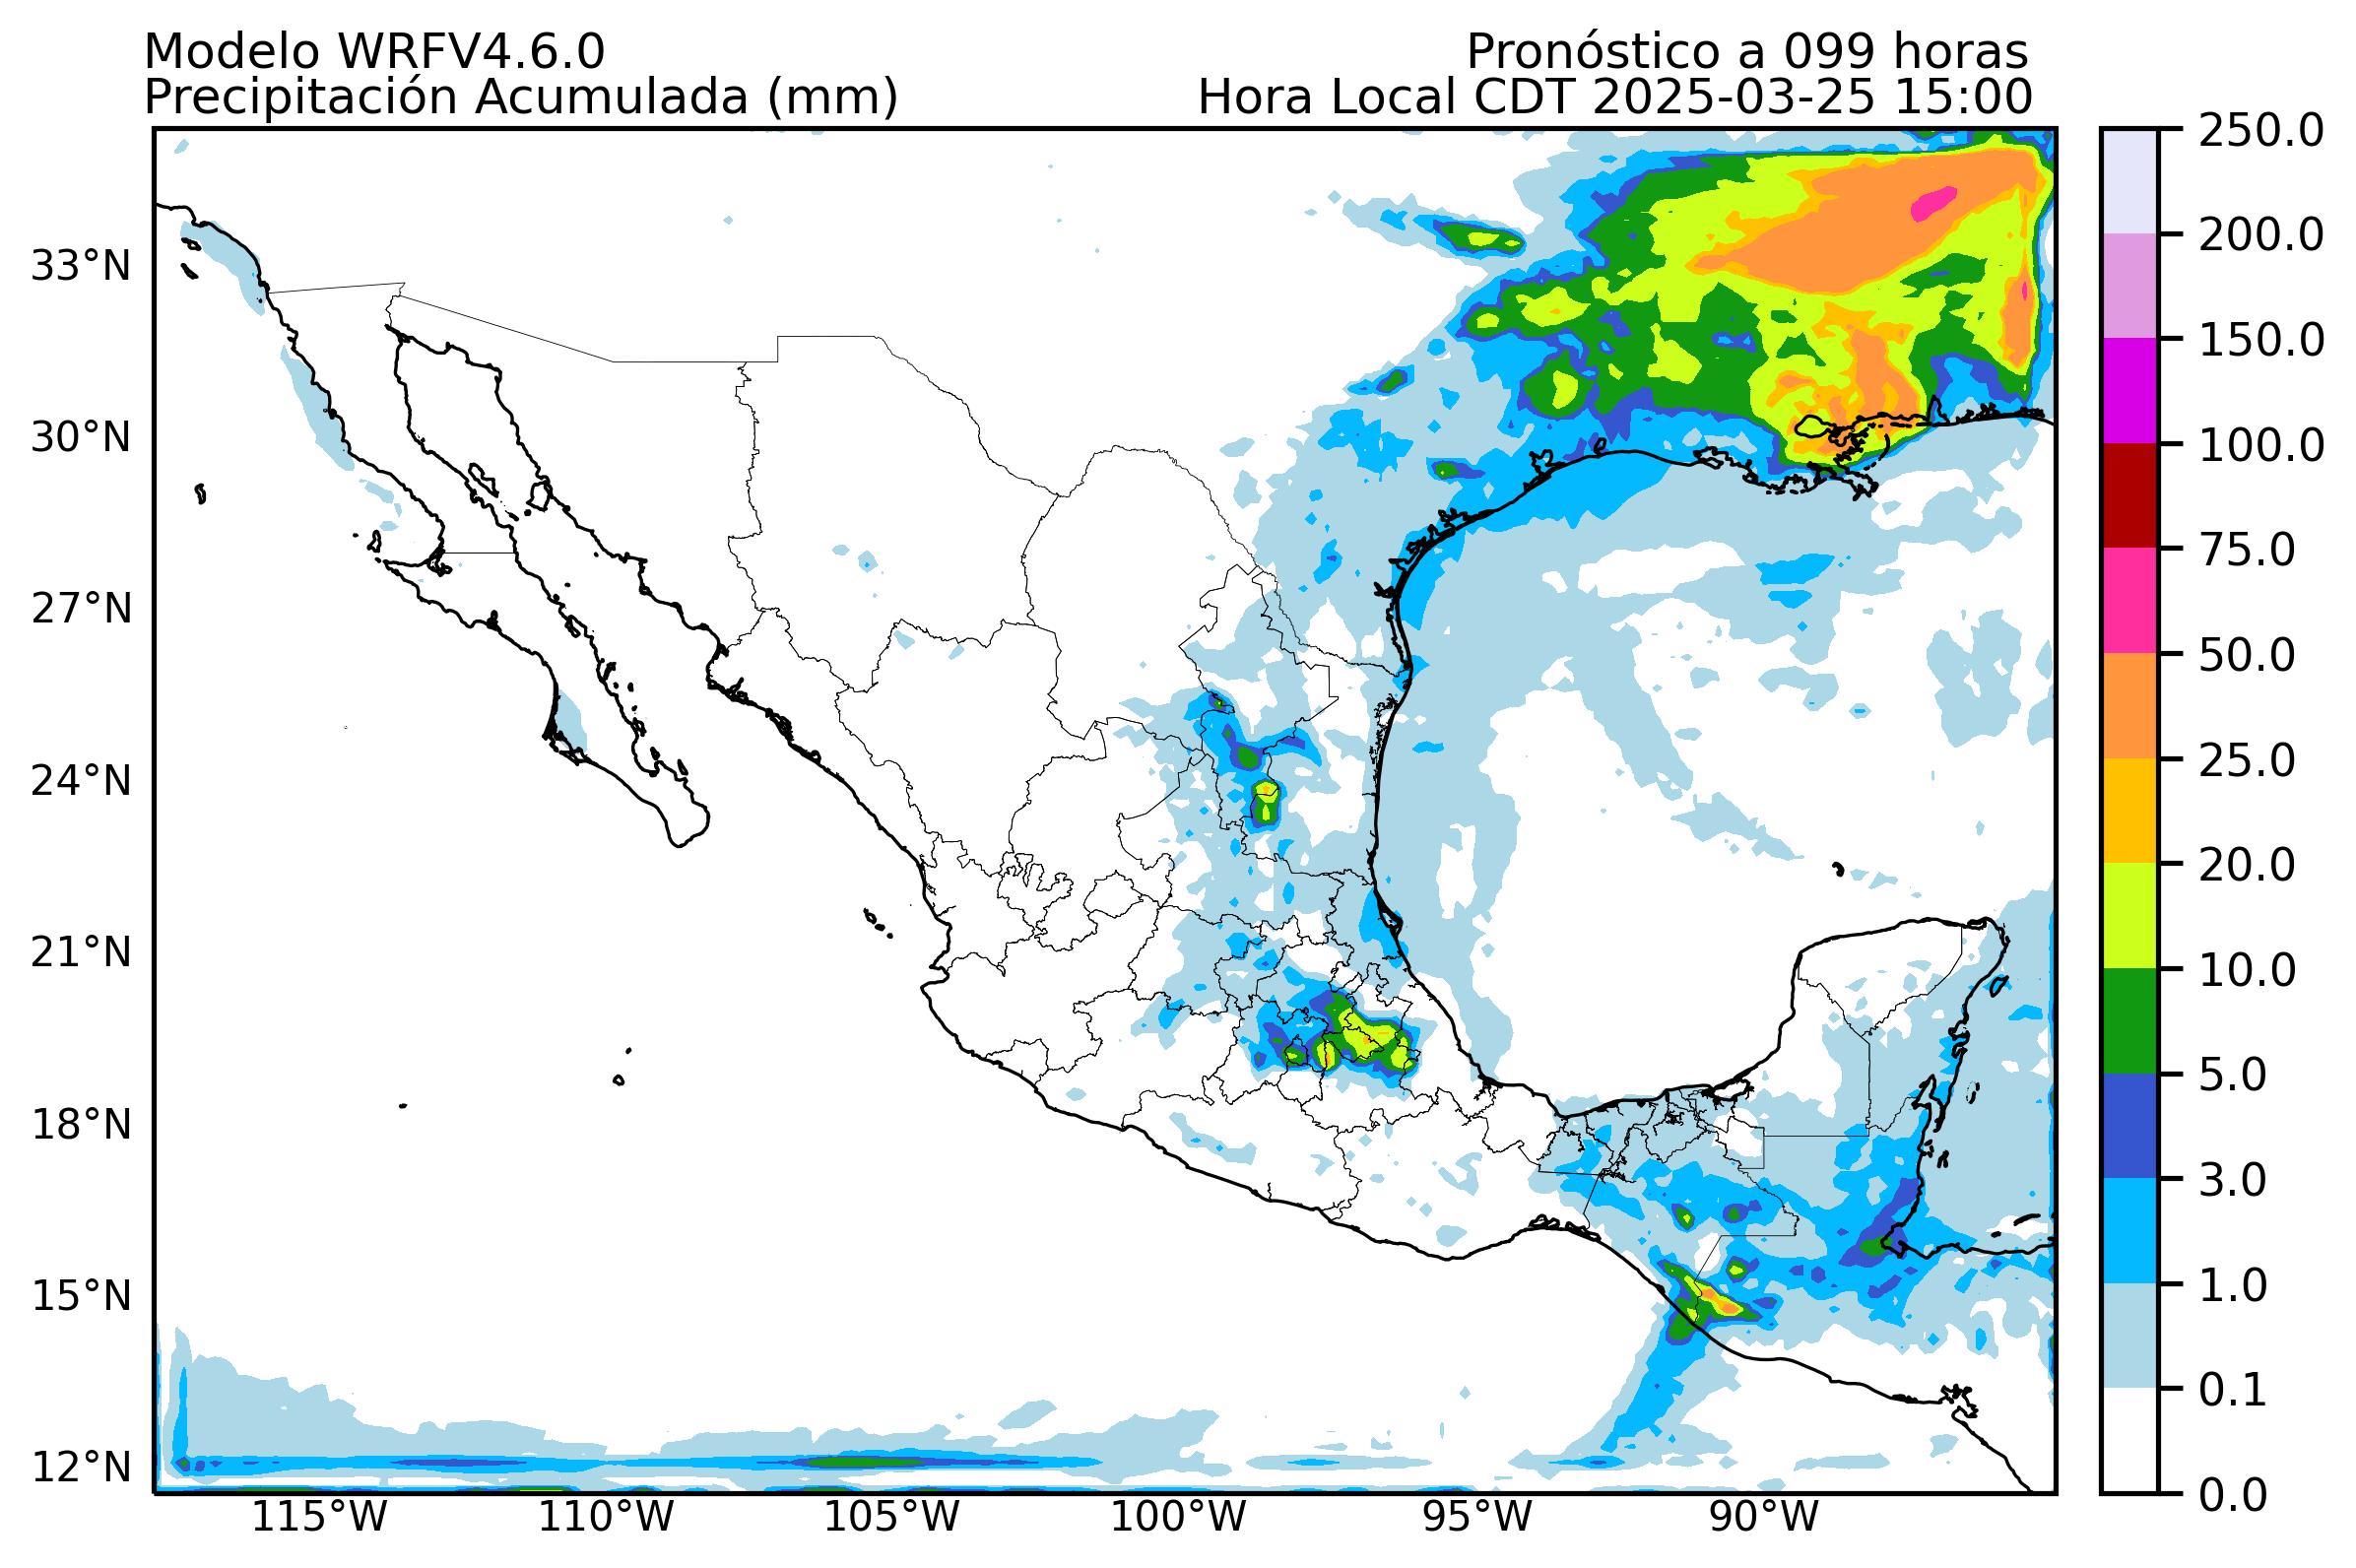 Modelo WRFV4.6.0
Pronóstico a 099 horas
Precipitación Acumulada (mm)
Hora Local CDT 2025-03-25 15:00
33°N
30°N
27°N
24°N
21°N
18°N
15°N
12°N
115°W
110°W
105°W
100°W
95°W
90°W
250.0
200.0
150.0
100.0
75.0
50.0
25.0
20.0
10.0
5.0
3.0
1.0
0.1
0.0